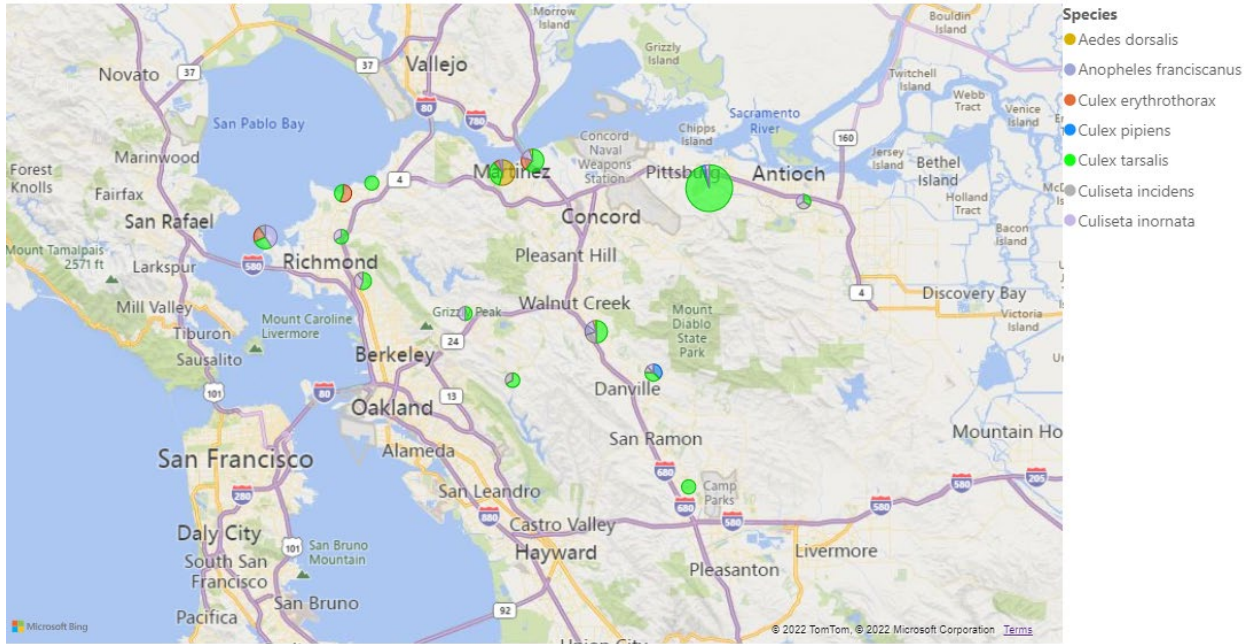 Morrow
Island
Bouldin
Island
Vallejo
Grizzly
Island
37
37
Novato
80
780
Twitchell
Island
Webb
Tract
Venice
Island
San Pablo Bay
Sacramento
River
Chipps
Island
Concord
Naval
Weapons
Station
160
Marinwood
Jersey
Island
Bethel
Island
Forest
Knolls
Fairfax
Martinez
Pittsburg
Antioch
4
Holland
Tract
San Rafael
Concord
Bacon
Island
Mount Tamalpais
2571 ft
Larkspur
580
Richmond
Pleasant Hill
4
Discovery Bay
Mill Valley
Mount Caroline
Livermore
Grizzly Peak
Walnut Creek
Mount
Diablo
State
Park
Victoria
Island
Tiburon
Sausalito
Berkeley
24
101
80
Oakland
13
Danville
Alameda
San Ramon
Mountain Ho
San Francisco
680
Camp
Parks
580
205
280
San Leandro
880
680
580
580
Daly City
101
San Bruno
Mountain
Castro Valley
Hayward
Livermore
South San
Francisco
Pleasanton
San Bruno
92
Pacifica
Union City
Microsoft Bing
© 2022 TomTom, © 2022 Microsoft Corporation Terms
Species
Aedes dorsalis
Anopheles franciscanus
Culex erythrothorax
Culex pipiens
Culex tarsalis
Culiseta incidens
Culiseta inornata